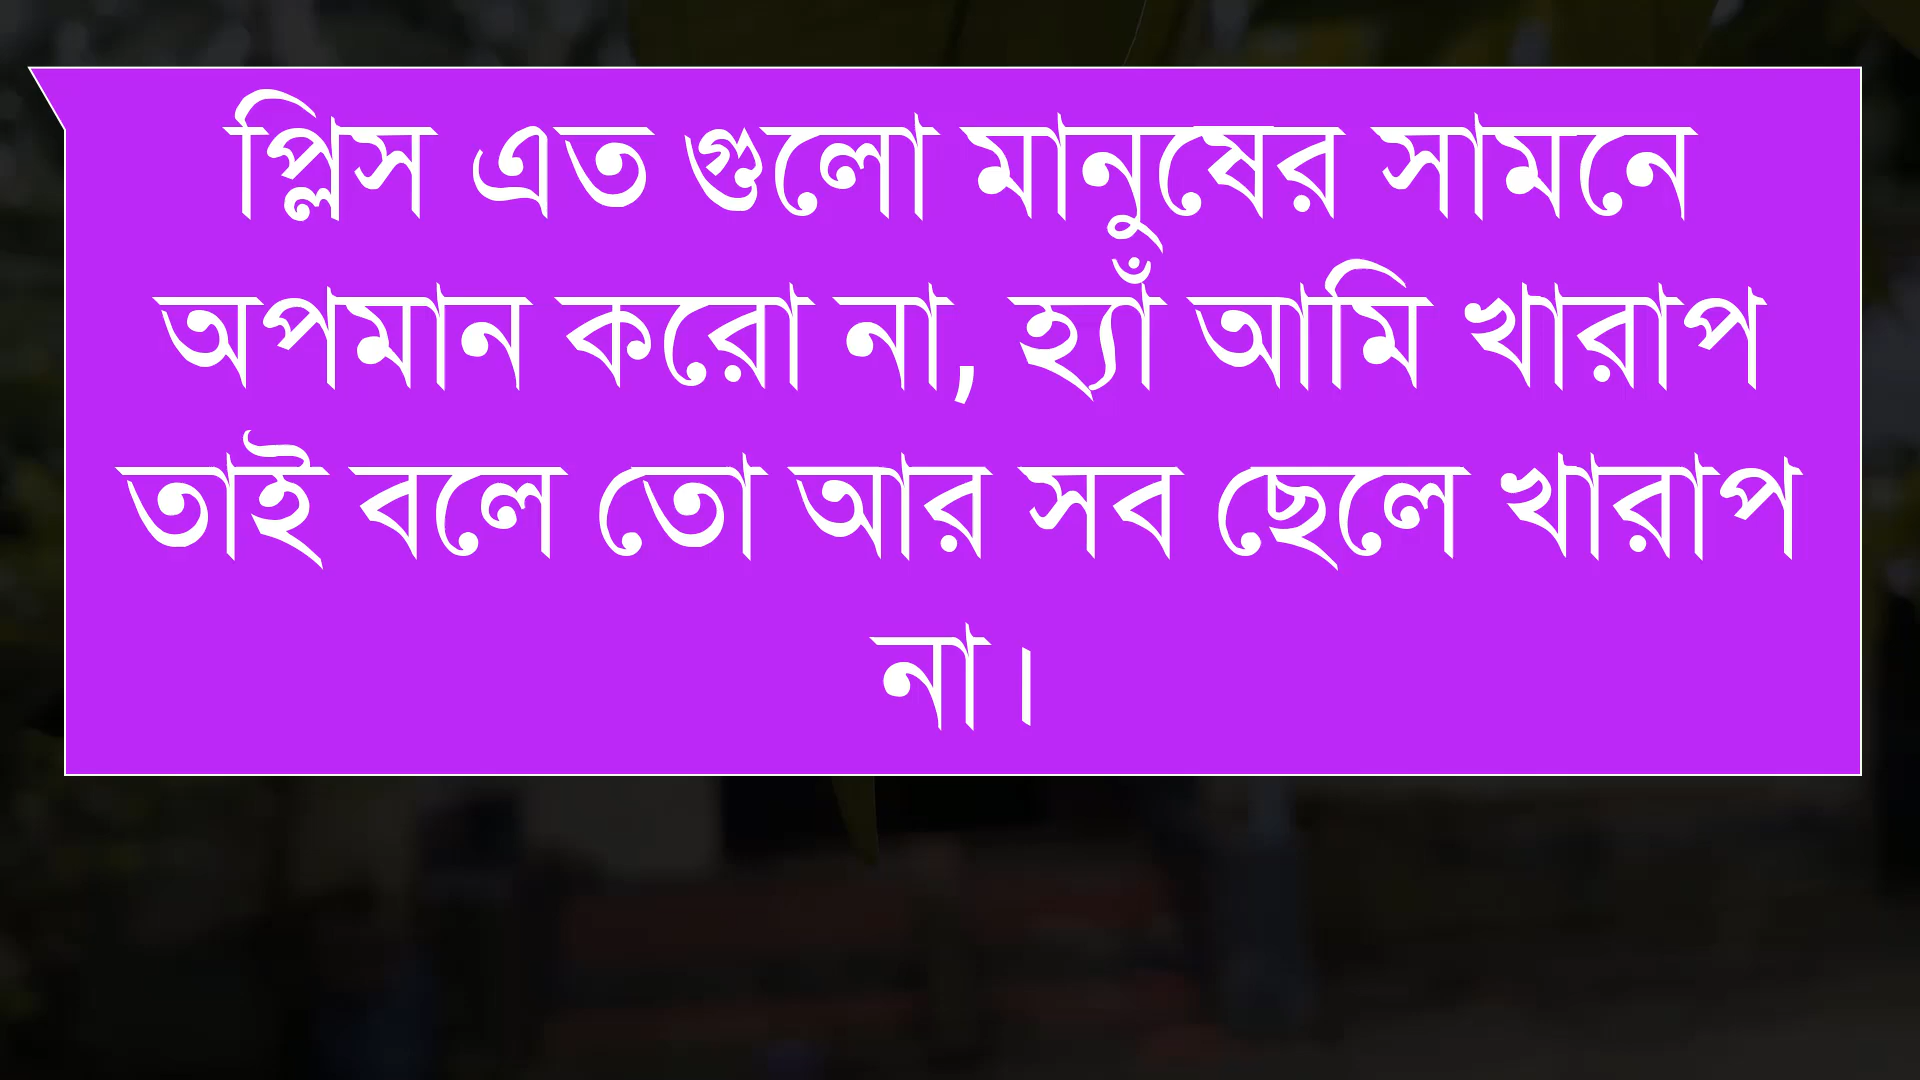 প্লিস এত গুলো মানুষের সামনে
অপমান করো না, হ্যাঁ আমি খারাপ
তাই বলে তো আর সব ছেলে খারাপ
না।